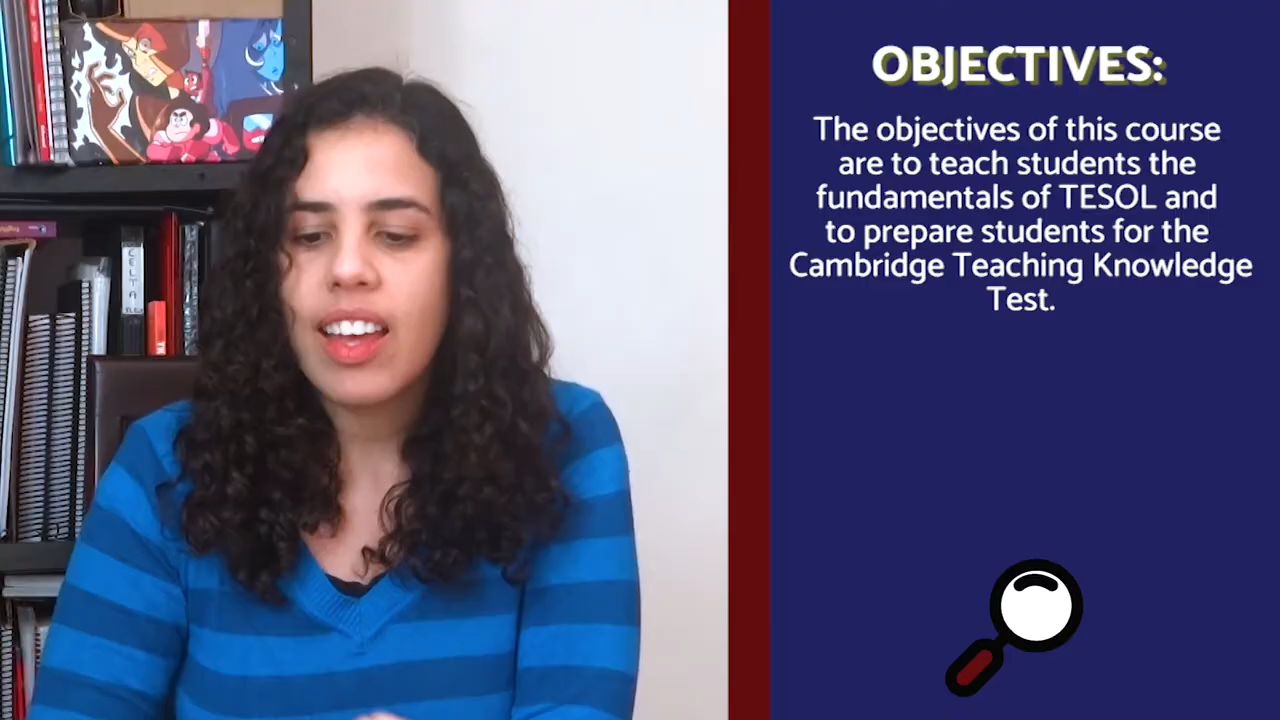 OBJECTIVES:
The objectives of this course
are to teach students the
fundamentals of TESOL and
to prepare students for the
Cambridge Teaching Knowledge
Test.
CELTA